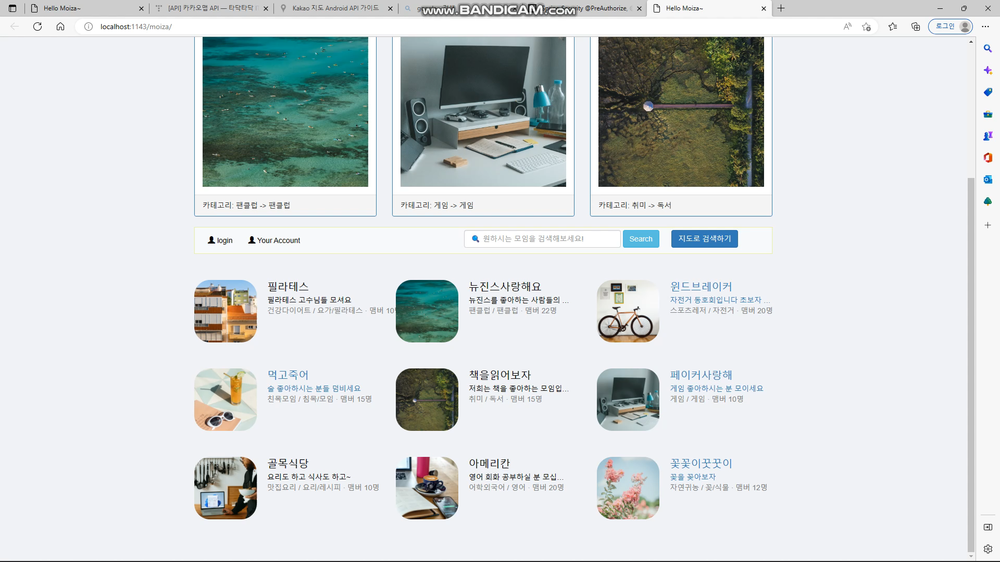 Hello Moiza~
[API] 카카오맵 API — 타닥타닥 I
Kakao 지도 Android API 가이드
Spring Security @PreAuthorize,
Hello Moiza~
www.BANDICAM.com
localhost:1143/moiza/
로그인
카테고리: 팬클럽 -> 팬클럽
카테고리: 게임 -> 게임
카테고리: 취미 -> 독서
login
Your Account
원하시는 모임을 검색해보세요!
Search
지도로 검색하기
필라테스
필라테스 고수님들 모셔요
건강다이어트 / 요가/필라테스 · 맴버 10
뉴진스사랑해요
뉴진스를 좋아하는 사람들의 ...
팬클럽 / 팬클럽 · 맴버 22명
윈드브레이커
자전거 동호회입니다 초보자 ...
스포츠레저 / 자전거 · 맴버 20명
먹고죽어
술 좋아하시는 분들 덤비세요
친목모임 / 침목/모임 · 맴버 15명
책을읽어보자
저희는 책을 좋아하는 모임입...
취미 / 독서 · 맴버 15명
페이커사랑해
게임 좋아하시는 분 모이세요
게임 / 게임 · 맴버 10명
골목식당
요리도 하고 식사도 하고~
맛집요리 / 요리/레시피 · 맴버 10명
아메리칸
영어 회화 공부하실 분 모십...
어학외국어 / 영어 · 맴버 20명
꽃꽃이꿋꿋이
꽃을 꽂아보자
자연귀농 / 꽃/식물 · 맴버 12명